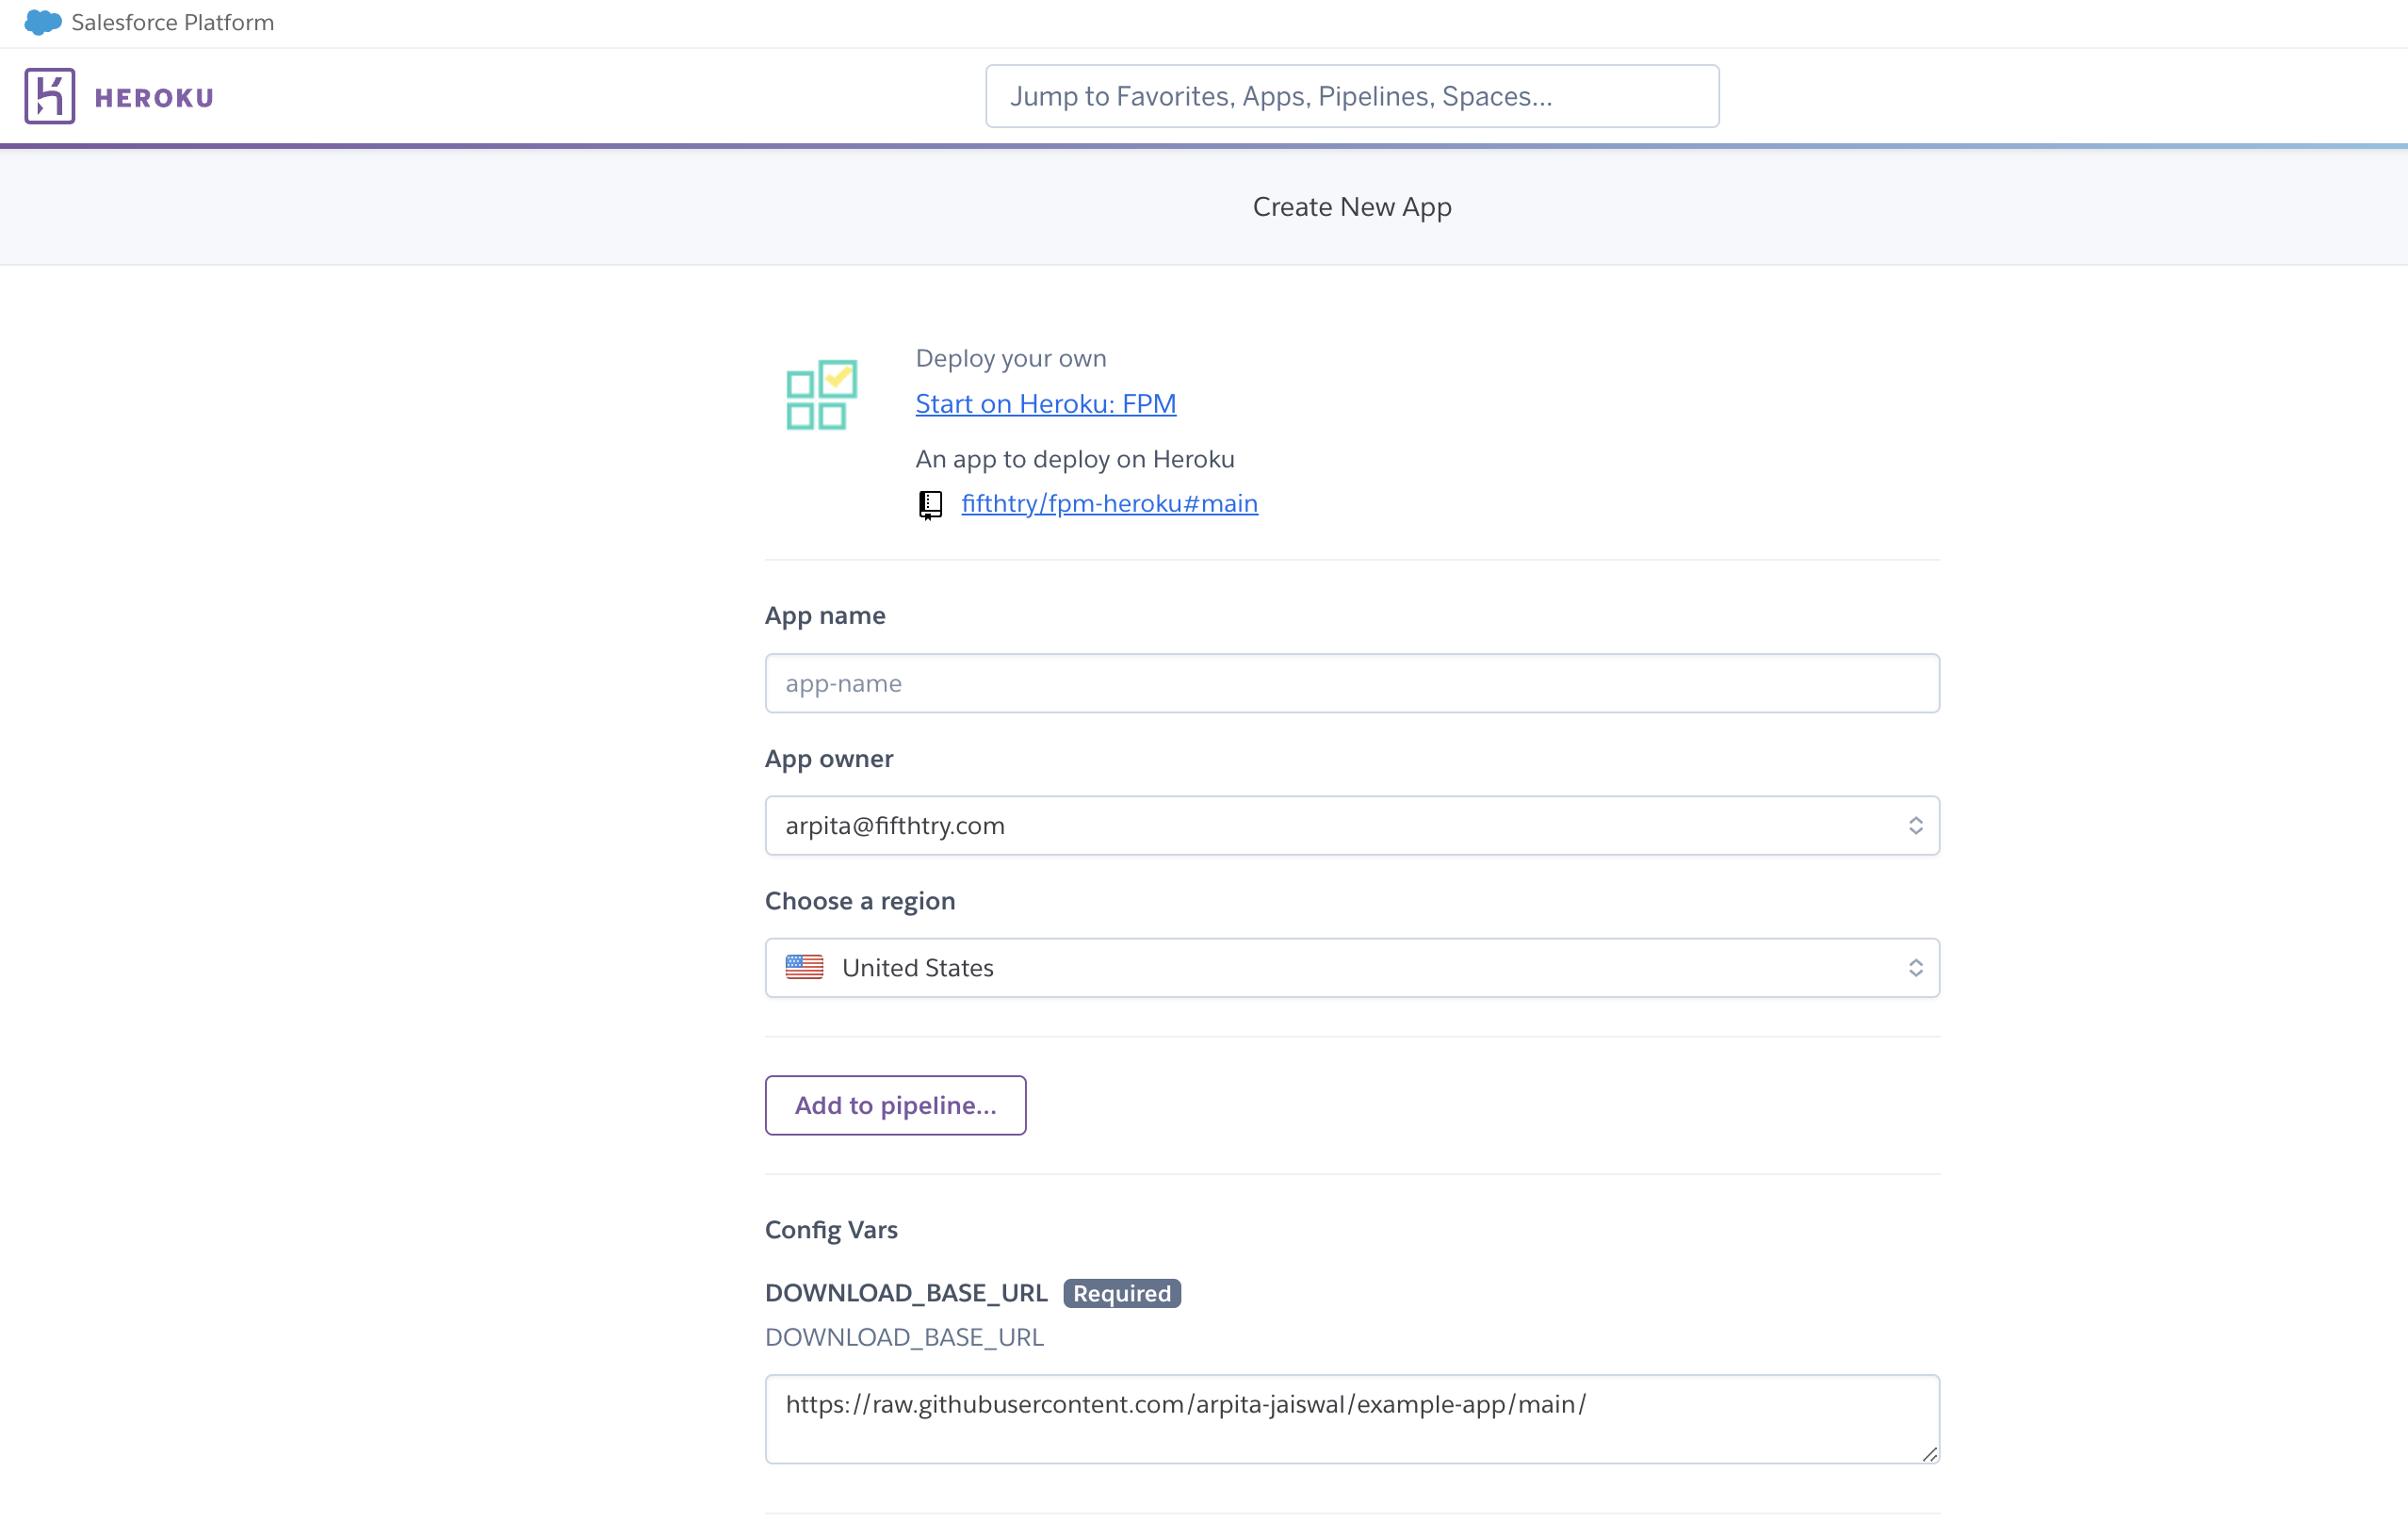 Salesforce Platform
HEROKU
Jump to Favorites, Apps, Pipelines, Spaces...
Create New App
Deploy your own
Start on Heroku: FPM
An app to deploy on Heroku
fifthtry/fpm-heroku#main
App name
app-name
App owner
arpita@fifthtry.com
Choose a region
United States
Add to pipeline...
Config Vars
DOWNLOAD_BASE_URL Required
DOWNLOAD_BASE_URL
https://raw.githubusercontent.com/arpita-jaiswal/example-app/main/